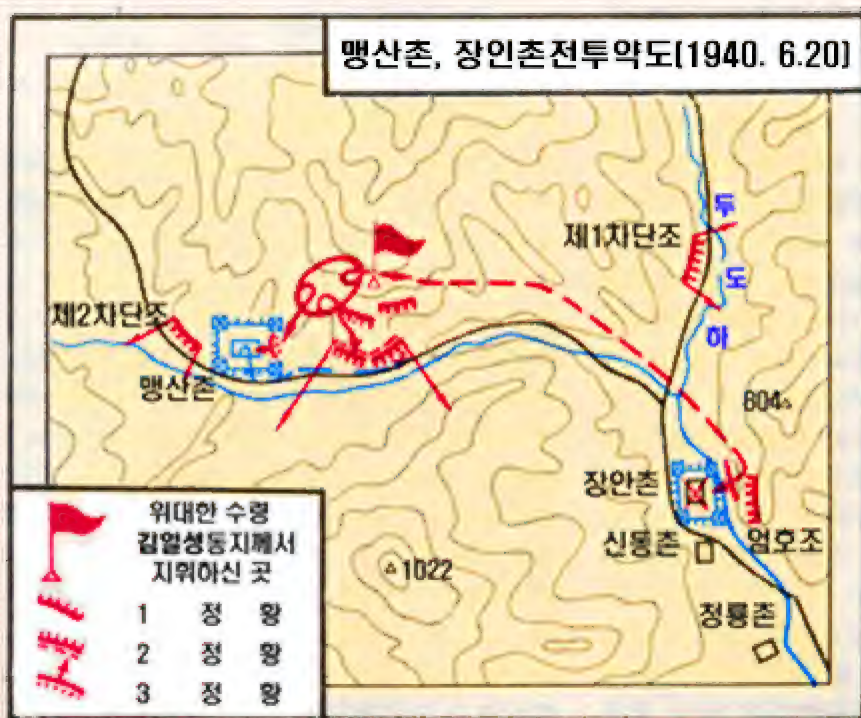 맹산촌, 장인촌전투약도(1940. 6.20)
두
도
하
제1차단조
제2차단조
맹산촌
604
장안촌
신동촌
엄호조
1022
청룡촌
위대한 수령
김일성동지께서
지휘하신 곳
1 정 황
2 정 황
3 정 황